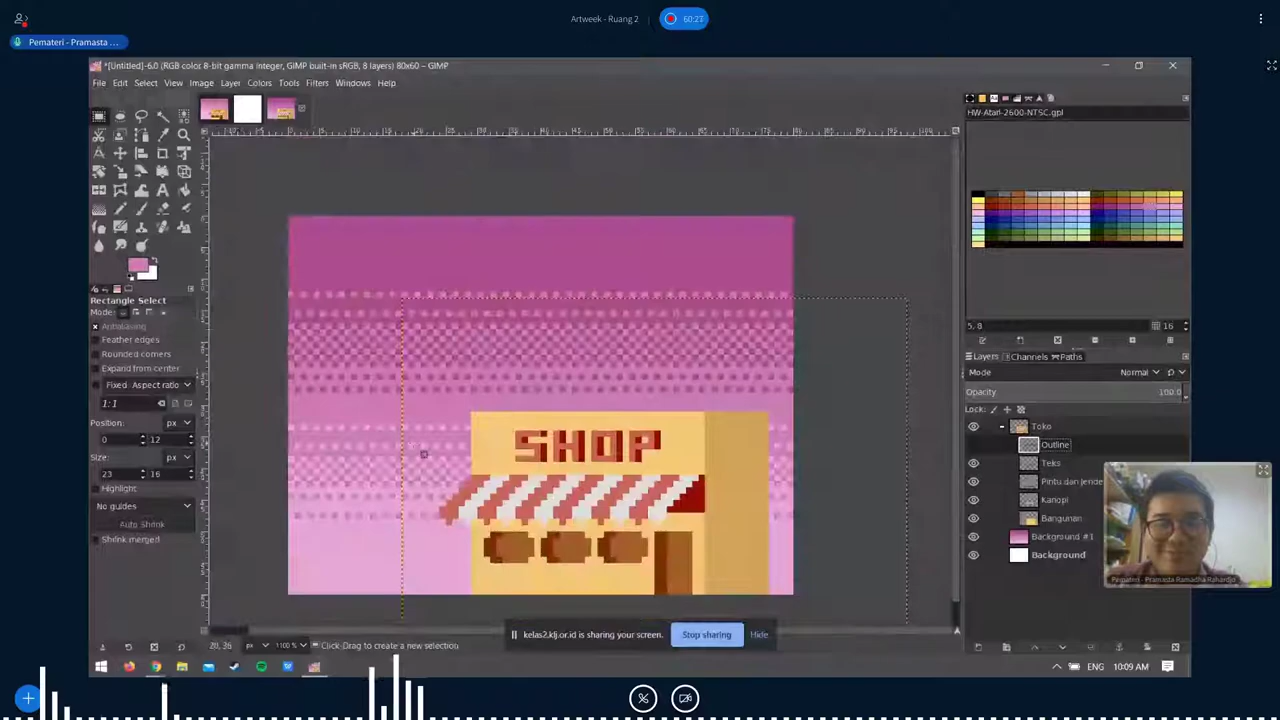 Artweek - Ruang 2
60:27
Pemateri - Pramasta ...
*[Untitled]-6.0 (RGB color 8-bit gamma integer, GIMP built-in sRGB, 8 layers) 80x60 – GIMP
File Edit Select View Image Layer Colors Tools Filters Windows Help
HW-Atari-2600-NTSC.gpl
Rectangle Select
Mode:
Antialiasing
Feather edges
Rounded corners
Expand from center
Fixed Aspect ratio
1:1
Position: px
0 12
Size: px
23 16
Highlight
No guides
Auto Shrink
Shrink merged
SHOP
5, 8
16
Layers Channels Paths
Mode Normal
Opacity 100.0
Lock:
Toko
Outline
Teks
Pintu dan Jende
Kanopi
Bangunan
Background #1
Background
Pemateri - Pramasta Ramadha Rahardjo
kelas2.klj.or.id is sharing your screen.
Stop sharing
Hide
20, 36 px 1100 % Click-Drag to create a new selection
ENG 10:09 AM